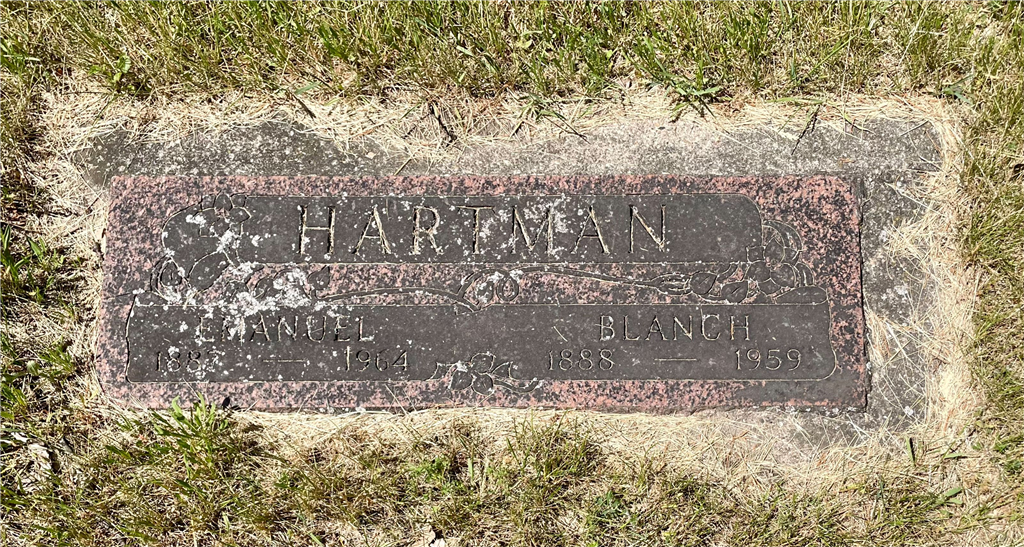 HARTMAN
EMANUEL BLANCH
— 1964 1888 — 1959